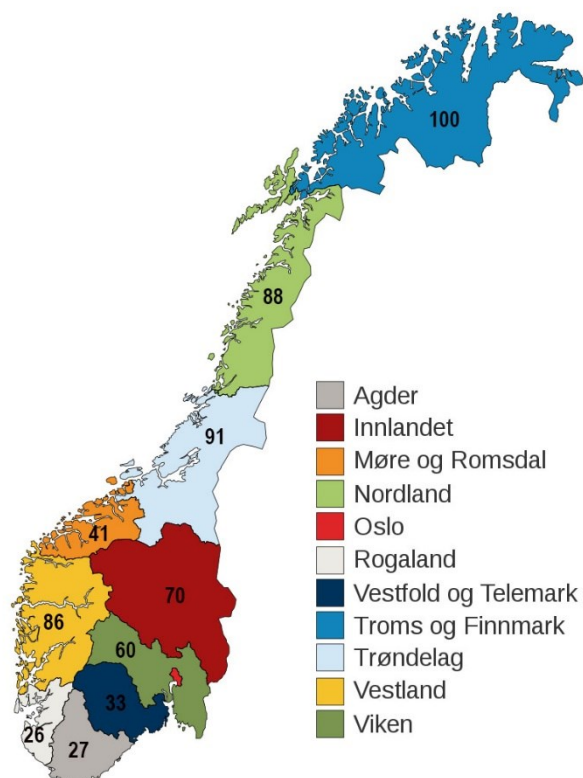 100
88
91
41
70
86
60
33
26
27
Agder
Innlandet
Møre og Romsdal
Nordland
Oslo
Rogaland
Vestfold og Telemark
Troms og Finnmark
Trøndelag
Vestland
Viken